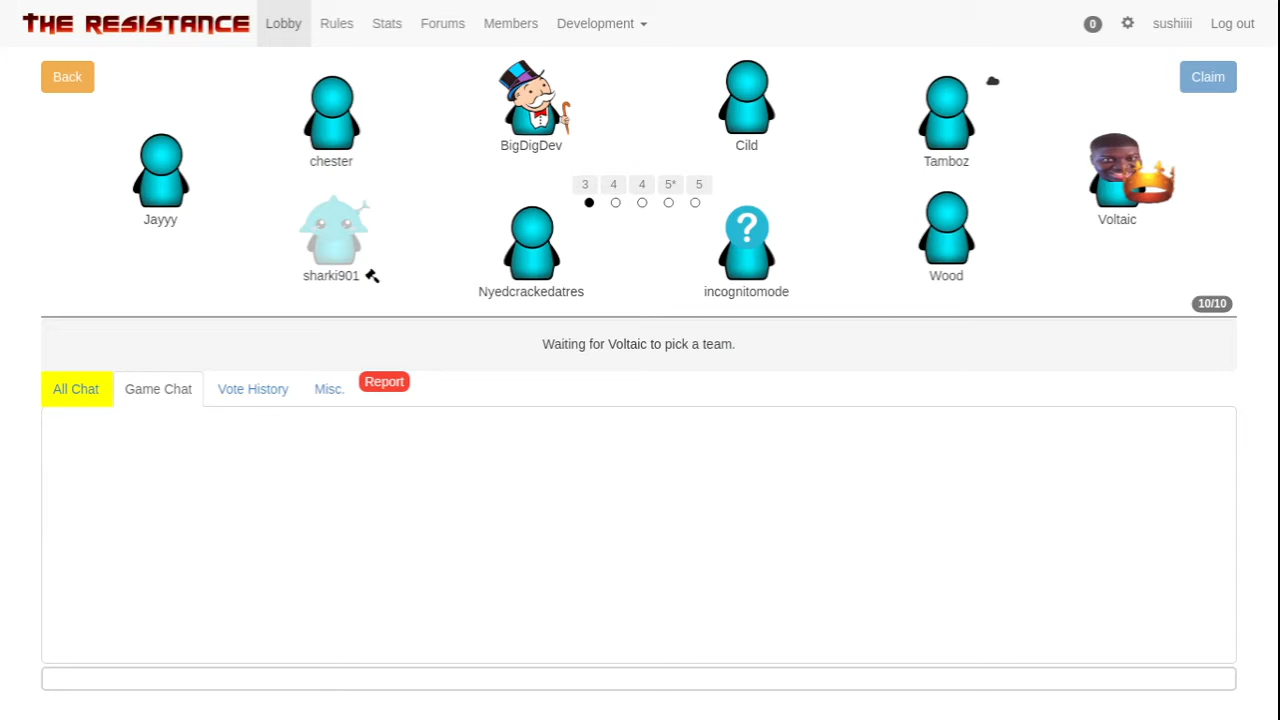 THE RESISTANCE Lobby Rules Stats Forums Members Development 0 sushiiii Log out
Back Claim
BigDigDev Cild
chester Tamboz
3 4 4 5* 5
Jayyy Voltaic
?
sharki901 Wood
Nyedcrackedatres incognitomode
10/10
Waiting for Voltaic to pick a team.
All Chat Game Chat Vote History Misc. Report